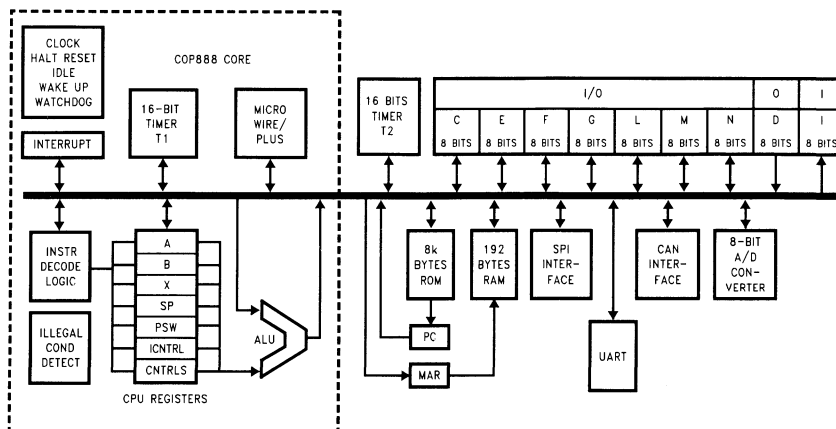 CLOCK
HALT RESET
IDLE
WAKE UP
WATCHDOG
COP888 CORE
INTERRUPT
16-BIT
TIMER
T1
MICRO
WIRE/
PLUS
16 BITS
TIMER
T2
I/O
O
I
C
E
F
G
L
M
N
D
I
8 BITS
8 BITS
8 BITS
8 BITS
8 BITS
8 BITS
8 BITS
8 BITS
8 BITS
INSTR
DECODE
LOGIC
ILLEGAL
COND
DETECT
A
B
X
SP
PSW
ICNTRL
CNTRLS
CPU REGISTERS
ALU
8k
BYTES
ROM
192
BYTES
RAM
SPI
INTER-
FACE
CAN
INTER-
FACE
8-BIT
A/D
CON-
VERTER
PC
MAR
UART